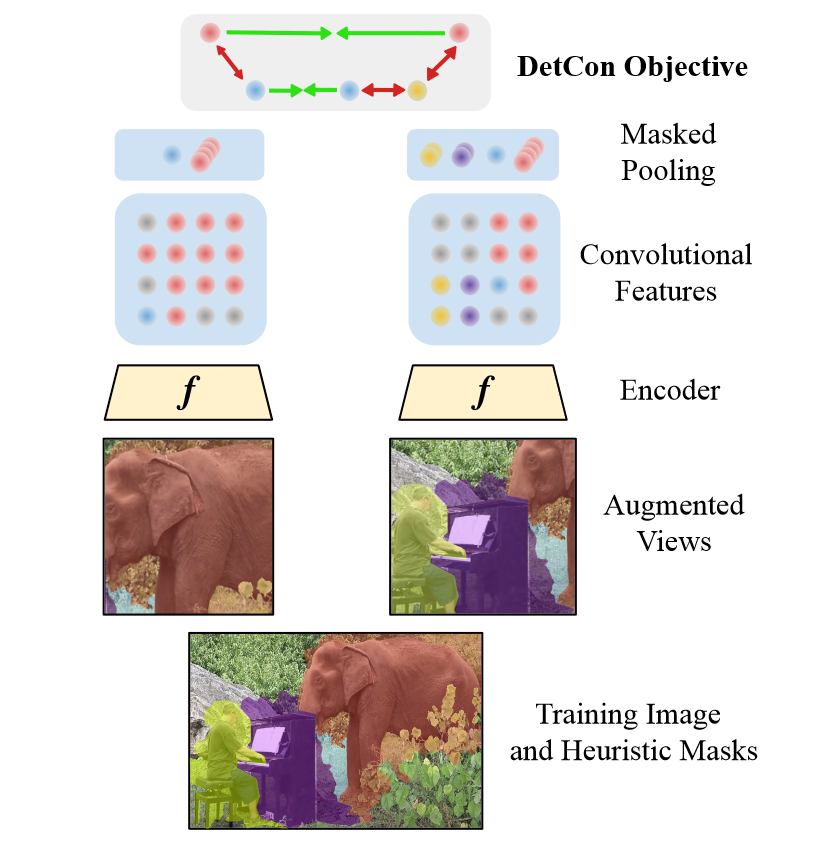 DetCon Objective
Masked
Pooling
Convolutional
Features
f
f
Encoder
Augmented
Views
Training Image
and Heuristic Masks